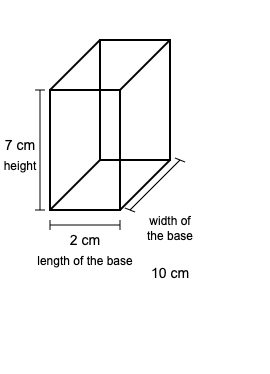 7 cm
height
2 cm
length of the base
width of
the base
10 cm